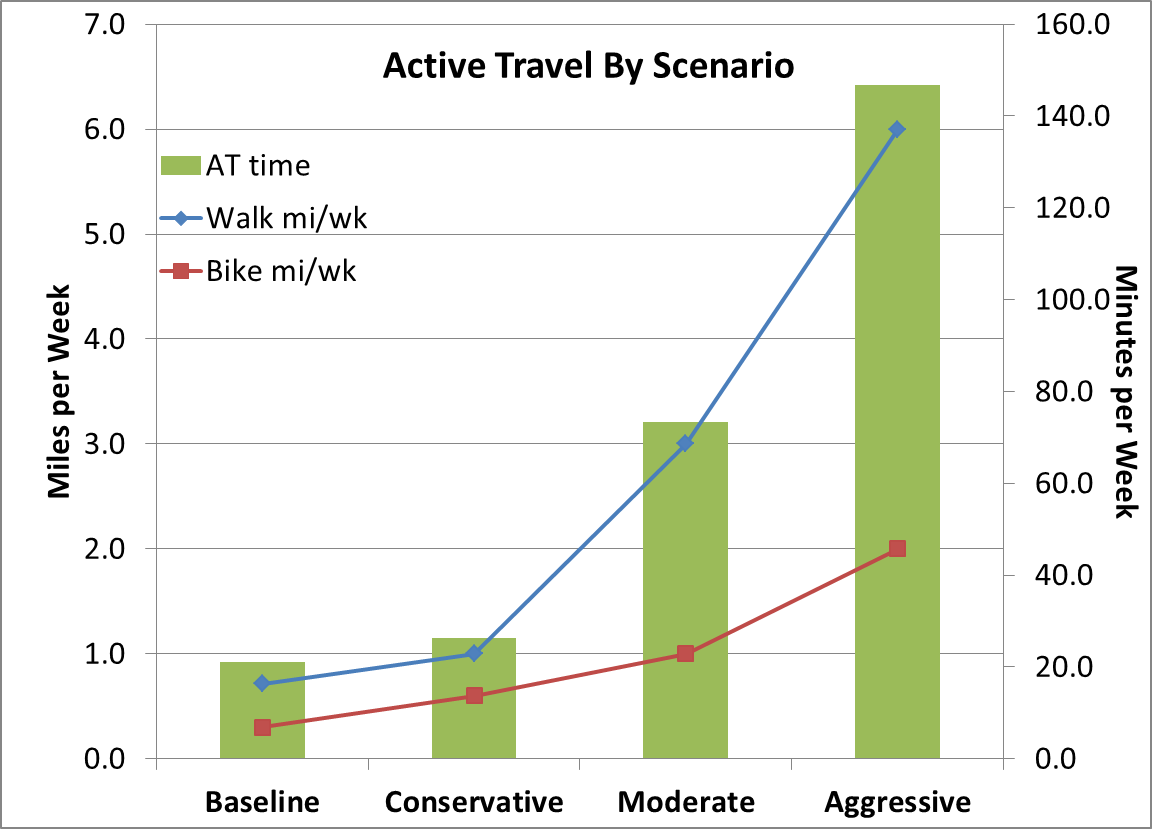 Active Travel By Scenario
AT time
Walk mi/wk
Bike mi/wk
Miles per Week
7.0
6.0
5.0
4.0
3.0
2.0
1.0
0.0
Minutes per Week
160.0
140.0
120.0
100.0
80.0
60.0
40.0
20.0
0.0
Baseline Conservative Moderate Aggressive